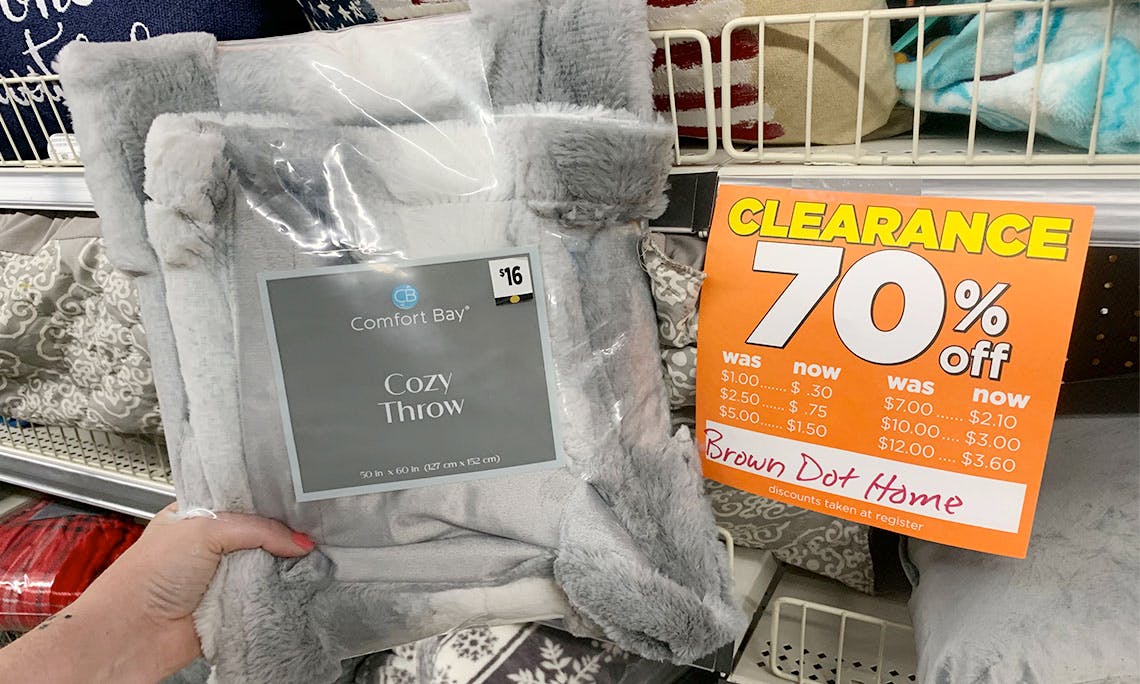 $16
CB
Comfort Bay®
Cozy
Throw
50 in x 60 in (127 cm x 152 cm)
CLEARANCE
70% off
was now
$1.00....... $ .30
$2.50...... $ .75
$5.00...... $1.50
was now
$7.00...... $2.10
$10.00.... $3.00
$12.00.... $3.60
Brown Dot Home
discounts taken at register